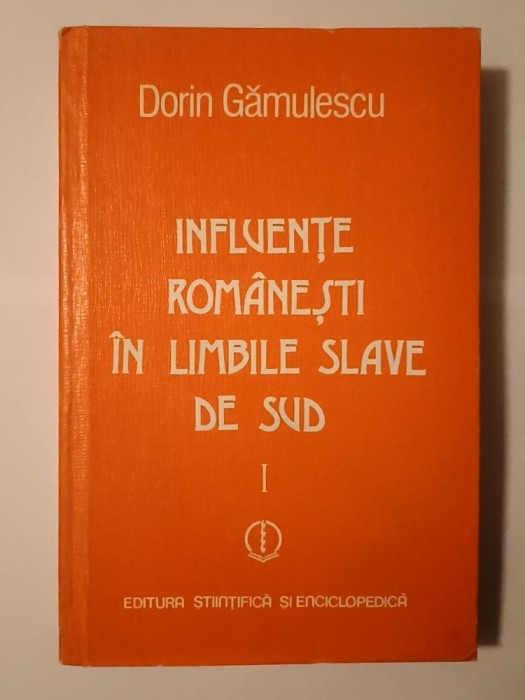 Dorin Gămulescu
INFLUENȚE
ROMÂNEȘTI
ÎN LIMBILE SLAVE
DE SUD
I
EDITURA ȘTIINȚIFICĂ ȘI ENCICLOPEDICĂ